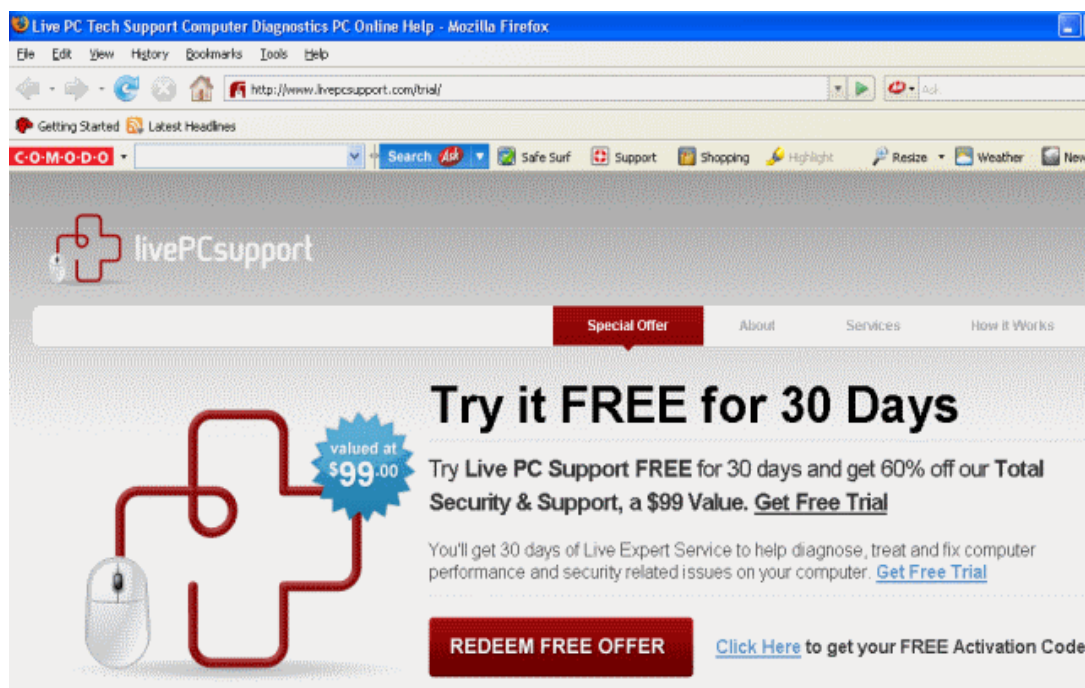 Live PC Tech Support Computer Diagnostics PC Online Help - Mozilla Firefox
File Edit View History Bookmarks Tools Help
http://www.livepcsupport.com/trial/ Ask
Getting Started Latest Headlines
C·O·M·O·D·O Search Ask Safe Surf Support Shopping Highlight Resize Weather
livePCsupport
Special Offer About Services How it Works
Try it FREE for 30 Days
valued at
$99.00
Try Live PC Support FREE for 30 days and get 60% off our Total
Security & Support, a $99 Value. Get Free Trial
You'll get 30 days of Live Expert Service to help diagnose, treat and fix computer
performance and security related issues on your computer. Get Free Trial
REDEEM FREE OFFER Click Here to get your FREE Activation Code